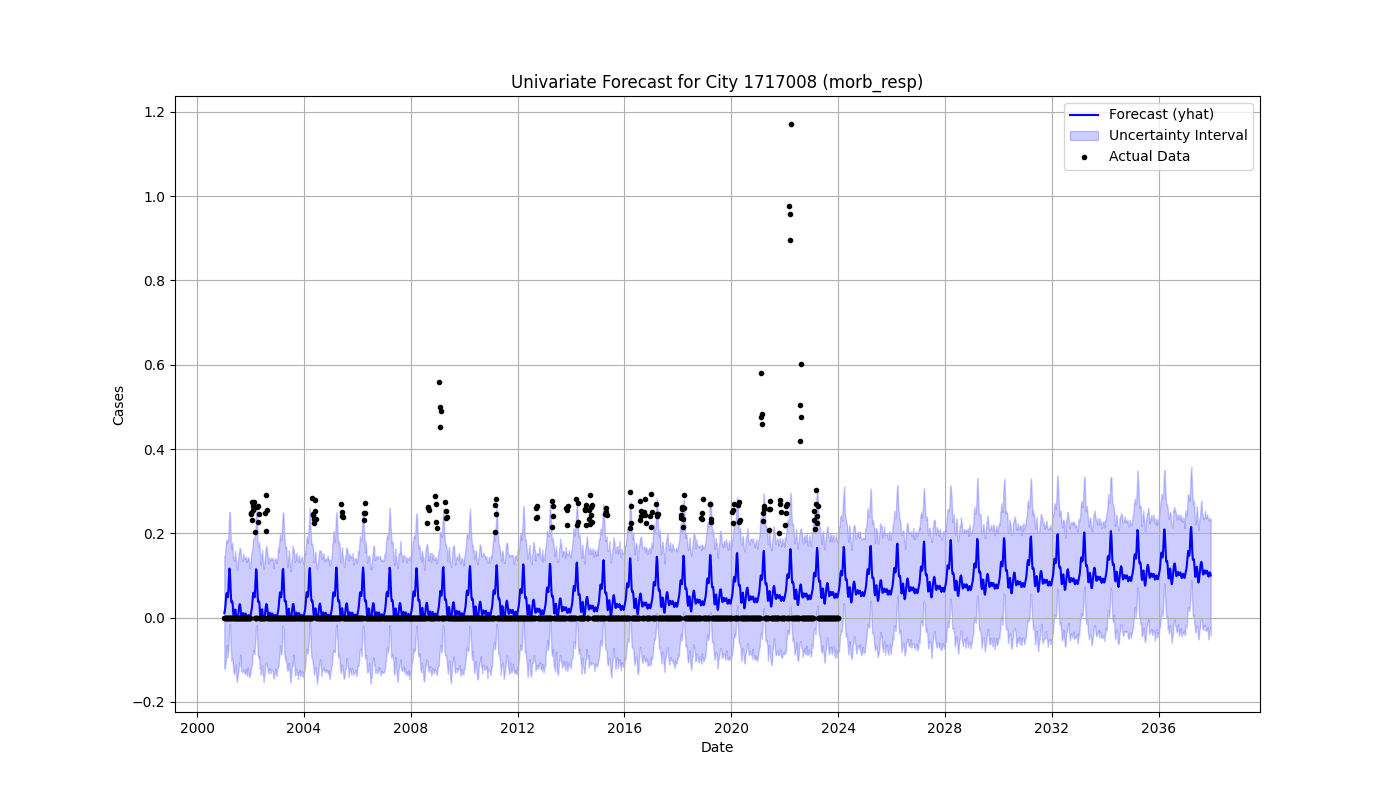 Univariate Forecast for City 1717008 (morb_resp)
Forecast (yhat)
Uncertainty Interval
Actual Data
Cases
1.2
1.0
0.8
0.6
0.4
0.2
0.0
−0.2
2000 2004 2008 2012 2016 2020 2024 2028 2032 2036
Date